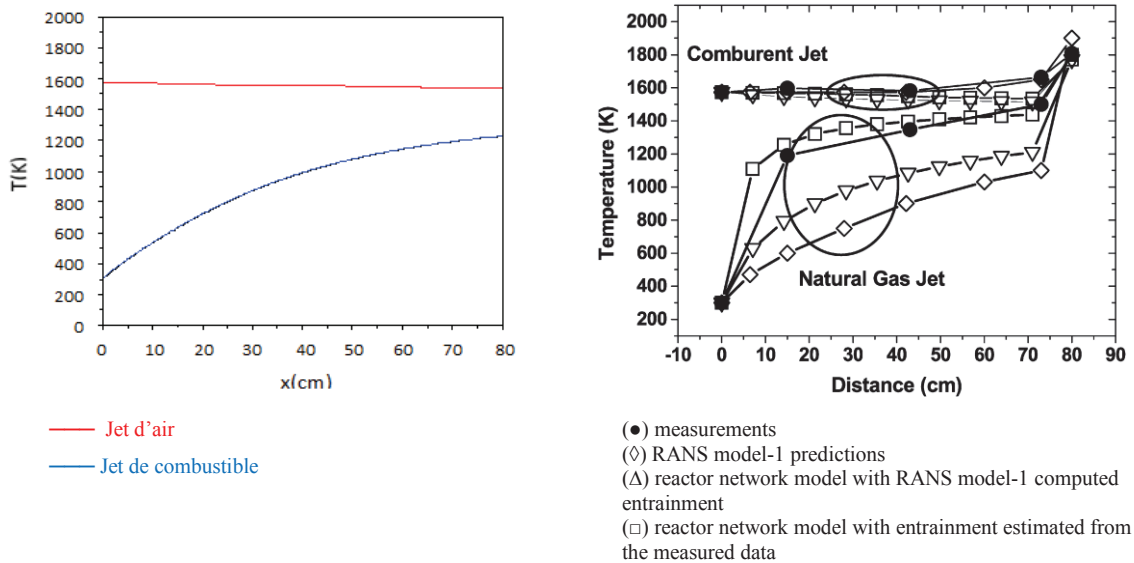 2000
1800
1600
1400
1200
1000
800
600
400
200
0
T(K)
0 10 20 30 40 50 60 70 80
x(cm)
Jet d’air
Jet de combustible
Comburent Jet
Natural Gas Jet
2000
1800
1600
1400
1200
1000
800
600
400
200
Temperature (K)
-10 0 10 20 30 40 50 60 70 80 90
Distance (cm)
(●) measurements
(◊) RANS model-1 predictions
(Δ) reactor network model with RANS model-1 computed
entrainment
(□) reactor network model with entrainment estimated from
the measured data